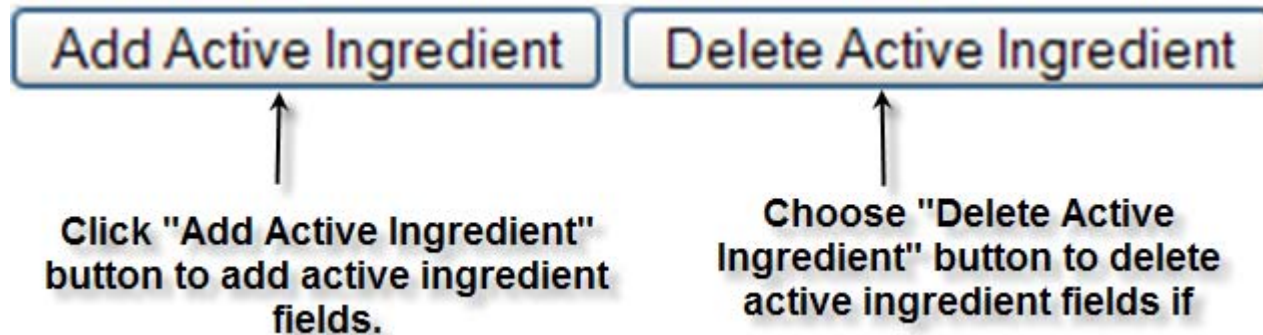 Add Active Ingredient
Delete Active Ingredient
Click "Add Active Ingredient"
button to add active ingredient
fields.
Choose "Delete Active
Ingredient" button to delete
active ingredient fields if